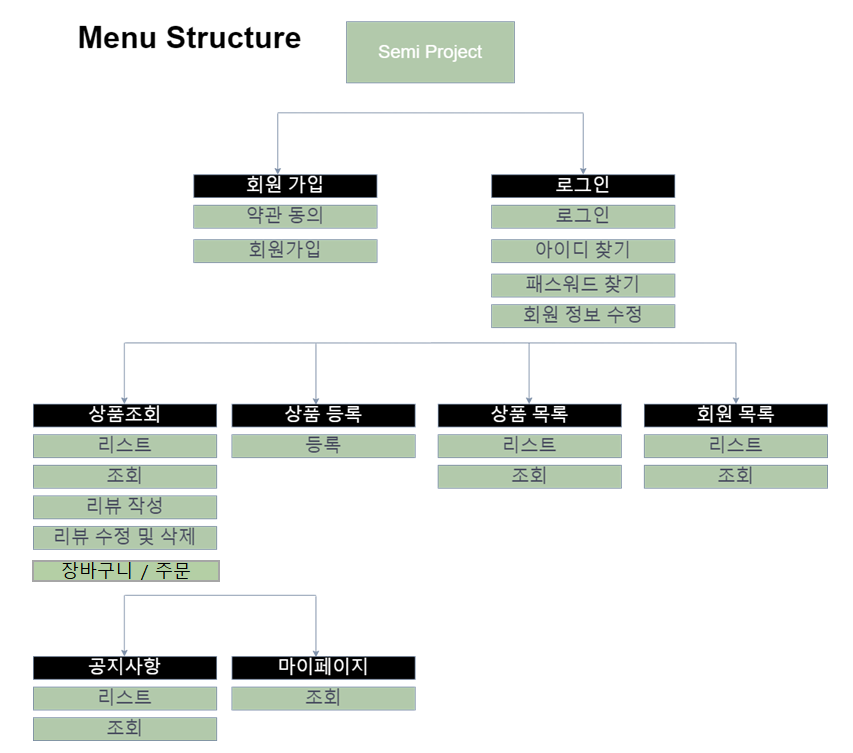 Menu Structure
Semi Project
회원 가입
약관 동의
회원가입
로그인
로그인
아이디 찾기
패스워드 찾기
회원 정보 수정
상품조회
리스트
조회
리뷰 작성
리뷰 수정 및 삭제
장바구니 / 주문
상품 등록
등록
상품 목록
리스트
조회
회원 목록
리스트
조회
공지사항
리스트
조회
마이페이지
조회